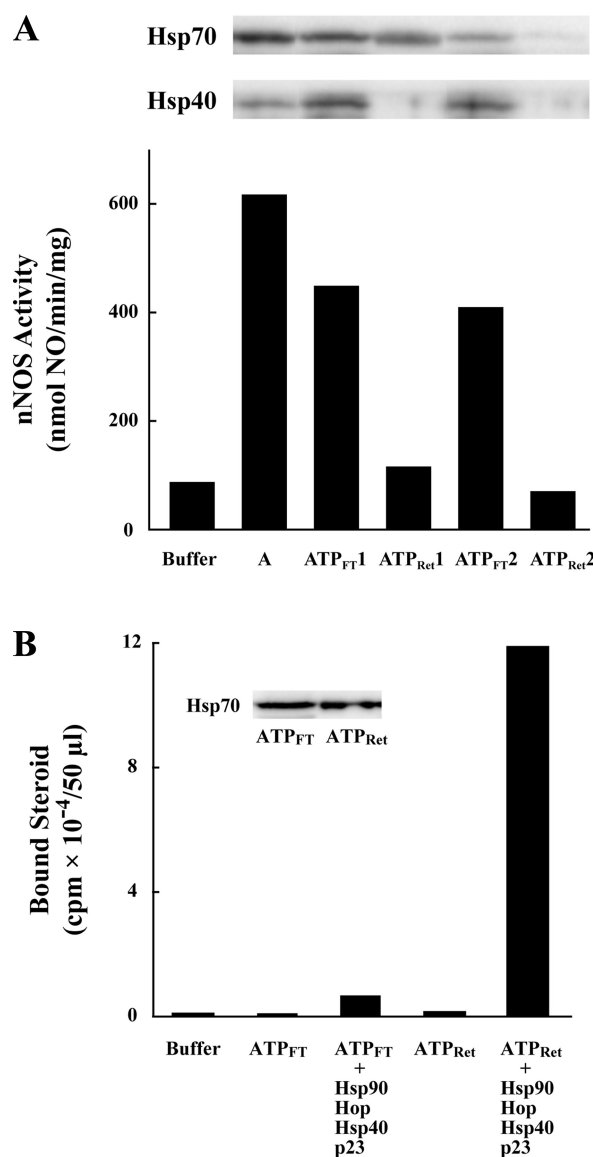 A
Hsp70
Hsp40
nNOS Activity
(nmol NO/min/mg)
600
400
200
0
Buffer A ATPFT1 ATPRet1 ATPFT2 ATPRet2
B
Bound Steroid
(cpm × 10⁻⁴/50 µl)
12
8
4
0
Hsp70
ATPFT ATPRet
Buffer ATPFT ATPFT ATPRet ATPRet
+ +
Hsp90 Hsp90
Hop Hop
Hsp40 Hsp40
p23 p23